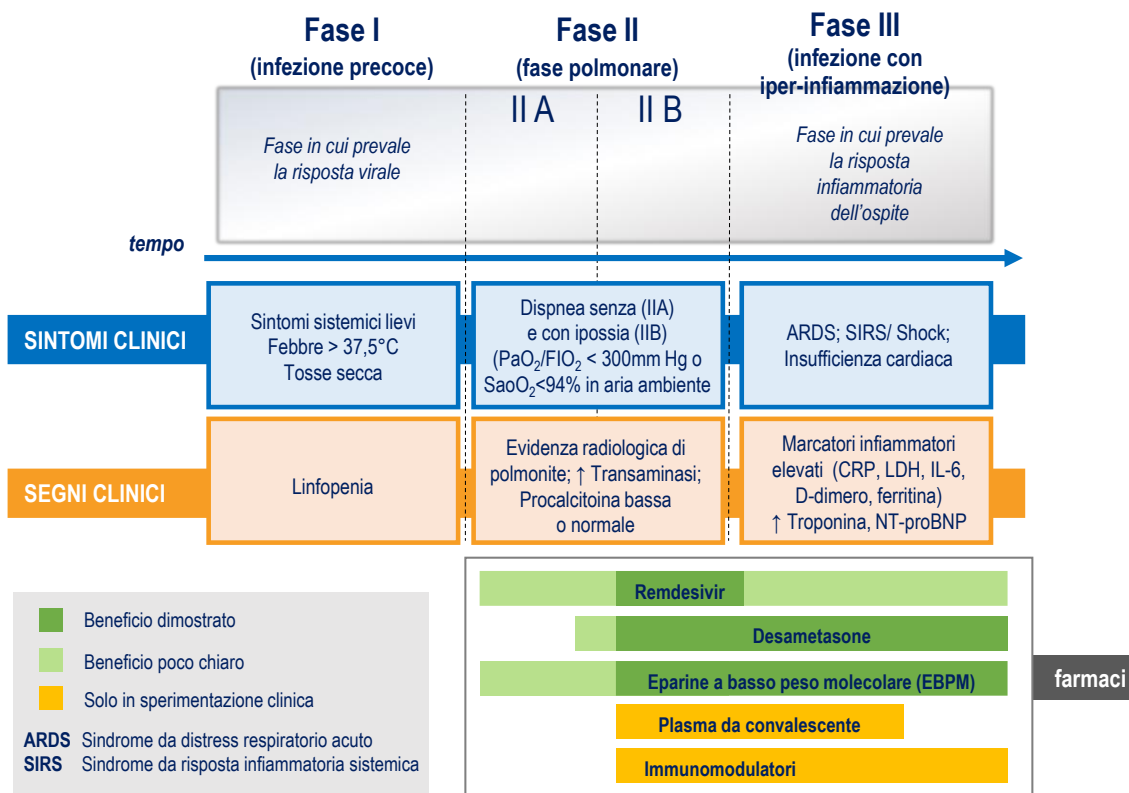 Fase I
(infezione precoce)
Fase II
(fase polmonare)
Fase III
(infezione con
iper-infiammazione)
II A
II B
Fase in cui prevale
la risposta virale
Fase in cui prevale
la risposta
infiammatoria
dell'ospite
tempo
SINTOMI CLINICI
Sintomi sistemici lievi
Febbre > 37,5°C
Tosse secca
Dispnea senza (IIA)
e con ipossia (IIB)
(PaO2/FIO2 < 300mm Hg o
SaoO2<94% in aria ambiente
ARDS; SIRS/ Shock;
Insufficienza cardiaca
SEGNI CLINICI
Linfopenia
Evidenza radiologica di
polmonite; ↑ Transaminasi;
Procalcitoina bassa
o normale
Marcatori infiammatori
elevati (CRP, LDH, IL-6,
D-dimero, ferritina)
↑ Troponina, NT-proBNP
Beneficio dimostrato
Beneficio poco chiaro
Solo in sperimentazione clinica
ARDS Sindrome da distress respiratorio acuto
SIRS Sindrome da risposta infiammatoria sistemica
Remdesivir
Desametasone
Eparine a basso peso molecolare (EBPM)
Plasma da convalescente
Immunomodulatori
farmaci